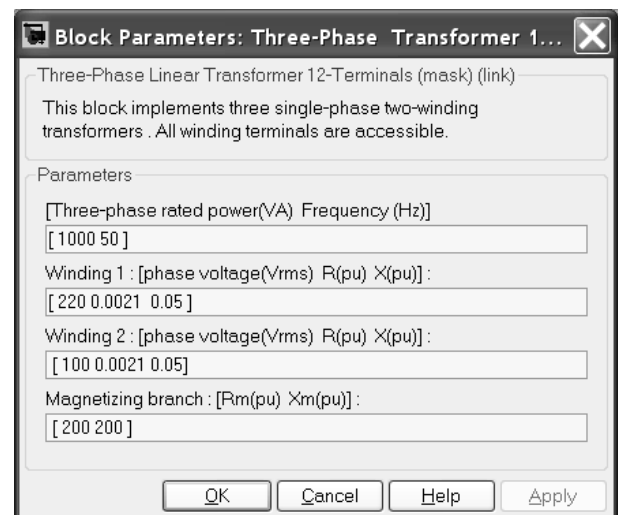 Block Parameters: Three-Phase Transformer 1...
Three-Phase Linear Transformer 12-Terminals (mask) (link)
This block implements three single-phase two-winding
transformers . All winding terminals are accessible.
Parameters
[Three-phase rated power(VA) Frequency (Hz)]
[ 1000 50 ]
Winding 1 : [phase voltage(Vrms) R(pu) X(pu)] :
[ 220 0.0021 0.05 ]
Winding 2 : [phase voltage(Vrms) R(pu) X(pu)] :
[ 100 0.0021 0.05]
Magnetizing branch : [Rm(pu) Xm(pu)] :
[ 200 200 ]
OK Cancel Help Apply